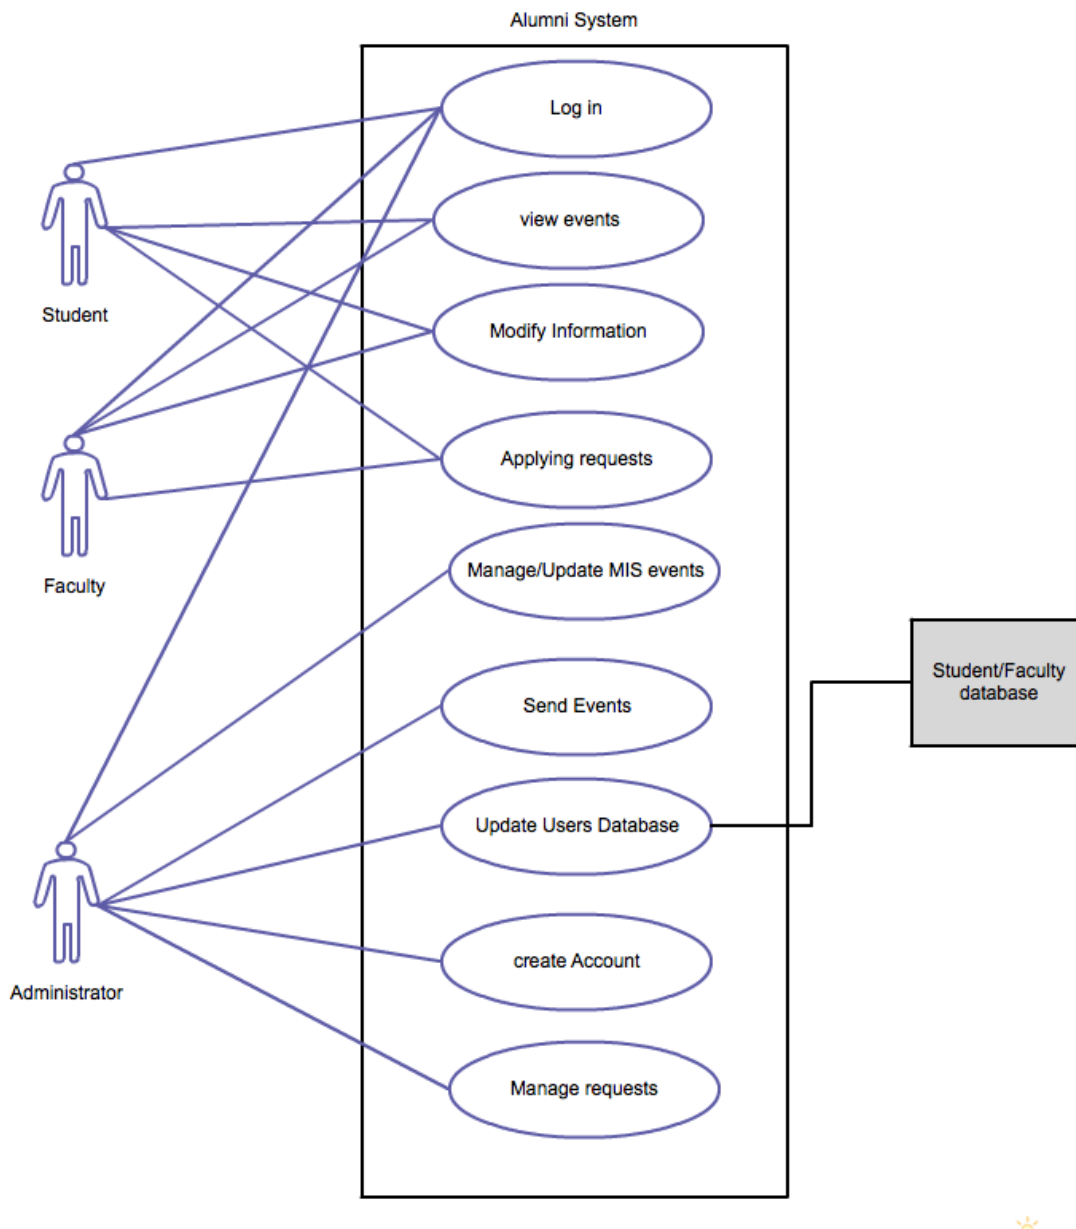 Alumni System
Log in
view events
Student
Modify Information
Applying requests
Faculty
Manage/Update MIS events
Student/Faculty
database
Send Events
Update Users Database
create Account
Administrator
Manage requests